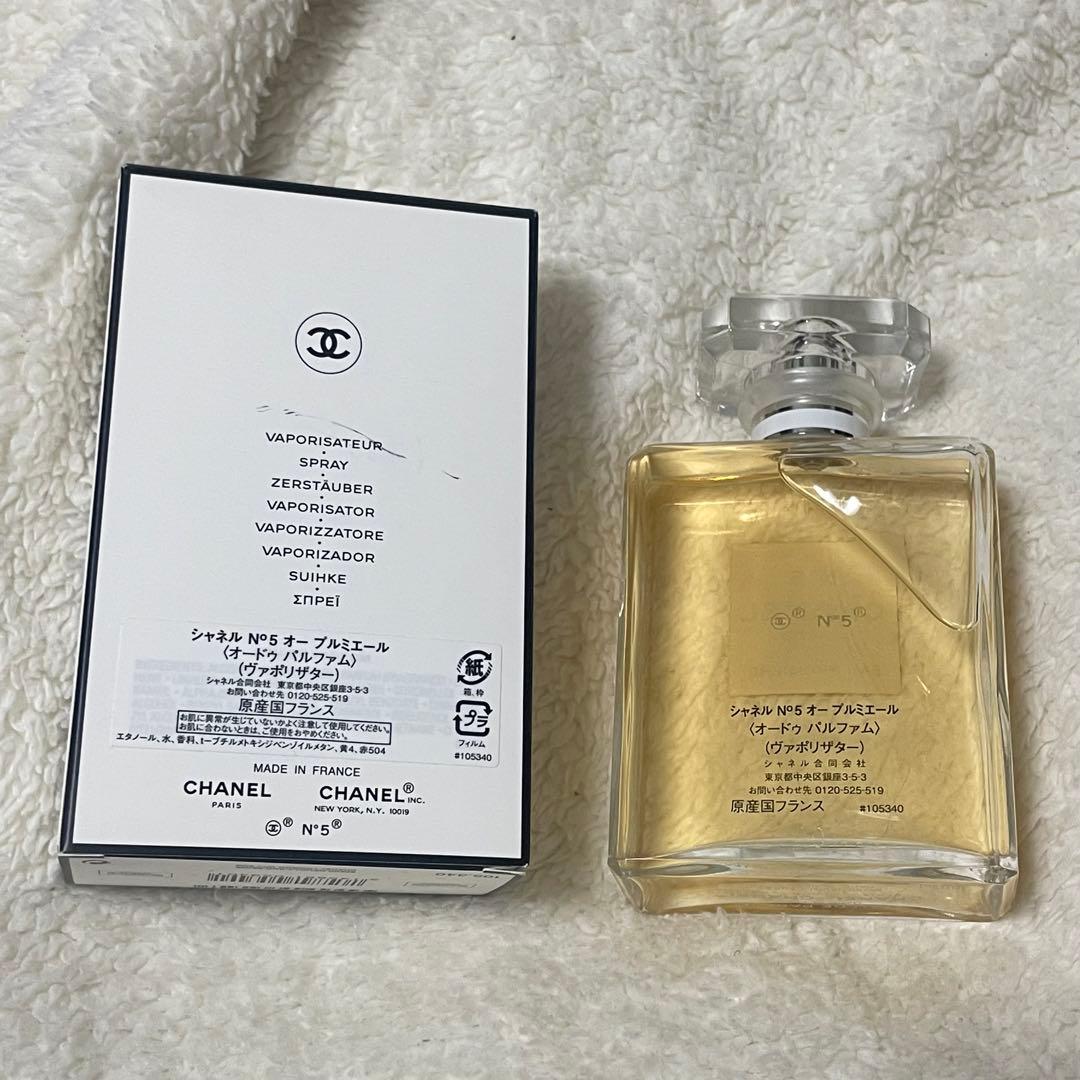 VAPORISATEUR
SPRAY
ZERSTÄUBER
VAPORISATOR
VAPORIZZATORE
VAPORIZADOR
SUIHKE
ΣΠΡΕΪ
シャネル Nº5 オー プルミエール
〈オードゥ パルファム〉
(ヴァポリザター)
シャネル合同会社 東京都中央区銀座3-5-3
お問い合わせ先 0120-525-519
原産国フランス
お肌に異常が生じていないかよく注意して使用してください。
お肌に合わないときは、ご使用をおやめください。
エタノール、水、香料、t-ブチルメトキシジベンゾイルメタン、黄4、赤504
紙
箱、枠
プラ
フィルム
#105340
MADE IN FRANCE
CHANEL
PARIS
CHANEL® INC.
NEW YORK, N.Y. 10019
® N°5®
® N°5®
シャネル Nº5 オー プルミエール
〈オードゥ パルファム〉
(ヴァポリザター)
シャネル合同会社
東京都中央区銀座3-5-3
お問い合わせ先 0120-525-519
原産国フランス #105340